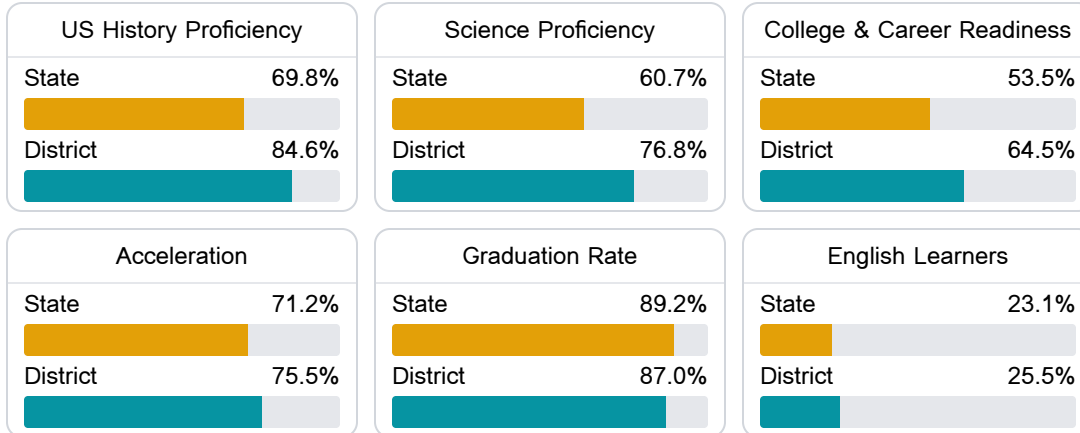 US History Proficiency
State 69.8%
District 84.6%
Science Proficiency
State 60.7%
District 76.8%
College & Career Readiness
State 53.5%
District 64.5%
Acceleration
State 71.2%
District 75.5%
Graduation Rate
State 89.2%
District 87.0%
English Learners
State 23.1%
District 25.5%